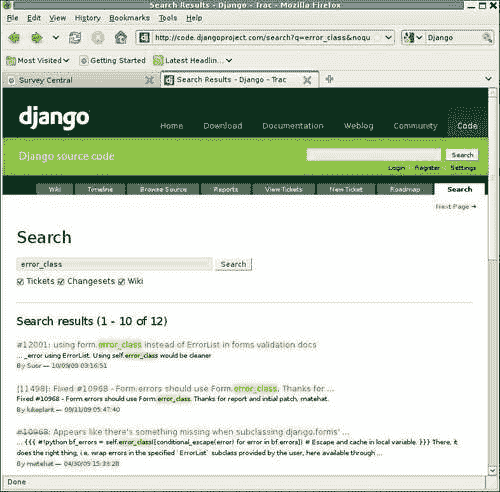 Search Results - Django - Trac - Mozilla Firefox
File Edit View History Bookmarks Tools Help
http://code.djangoproject.com/search?q=error_class&noqu
Django
Most Visited Getting Started Latest Headlin...
Survey Central Search Results - Django - Trac
django
Home Download Documentation Weblog Community Code
Django source code
Search
Login Register Settings
Wiki Timeline Browse Source Reports View Tickets New Ticket Roadmap Search
Next Page →
Search
error_class Search
Tickets Changesets Wiki
Search results (1 - 10 of 12)
#12001: using form.error_class instead of ErrorList in forms validation docs
... _error using ErrorList. Using self.error_class would be cleaner
By Suor — 10/09/09 03:16:51
[11498]: Fixed #10968 - Form.errors should use Form.error_class. Thanks for ...
Fixed #10968 - Form.errors should use Form.error_class. Thanks for report and initial patch, matehat.
By lukeplant — 09/11/09 05:47:40
#10968: Appears like there's something missing when subclassing django.forms' ...
... {{{ #!python bf_errors = self.error_class([conditional_escape(error) for error in bf.errors]) # Escape and cache in local variable. }}} There, it
does the right thing, i.e. wrap errors in the specified `ErrorList` subclass provided by the user, here available through ...
By matehat — 04/30/09 15:39:28
Done